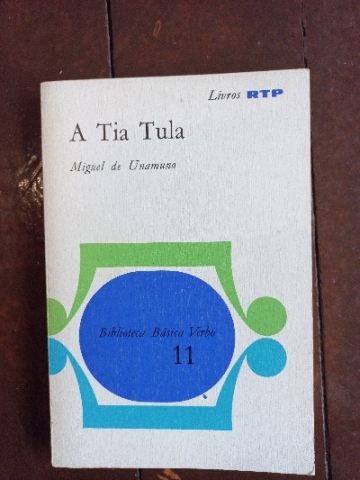 Livros RTP
A Tia Tula
Miguel de Unamuno
Biblioteca Básica Verbo
11